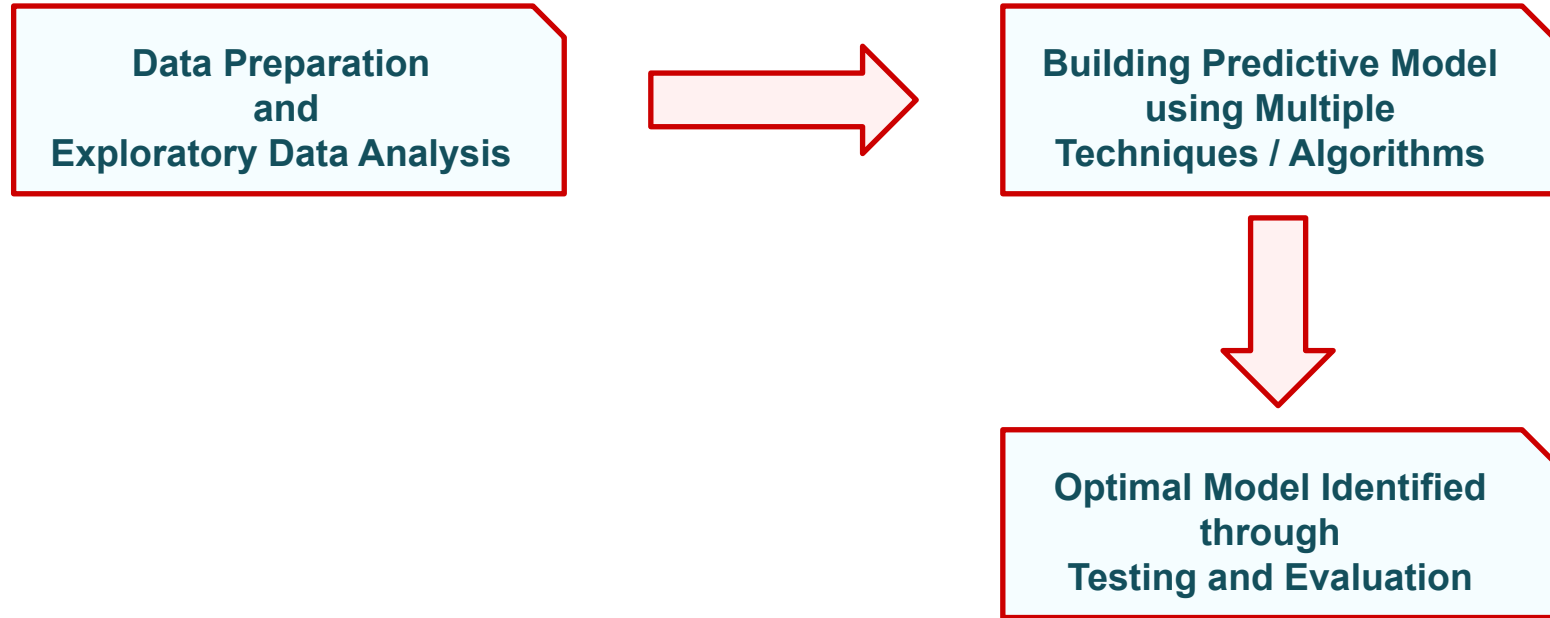 Data Preparation
and
Exploratory Data Analysis
Building Predictive Model
using Multiple
Techniques / Algorithms
Optimal Model Identified
through
Testing and Evaluation